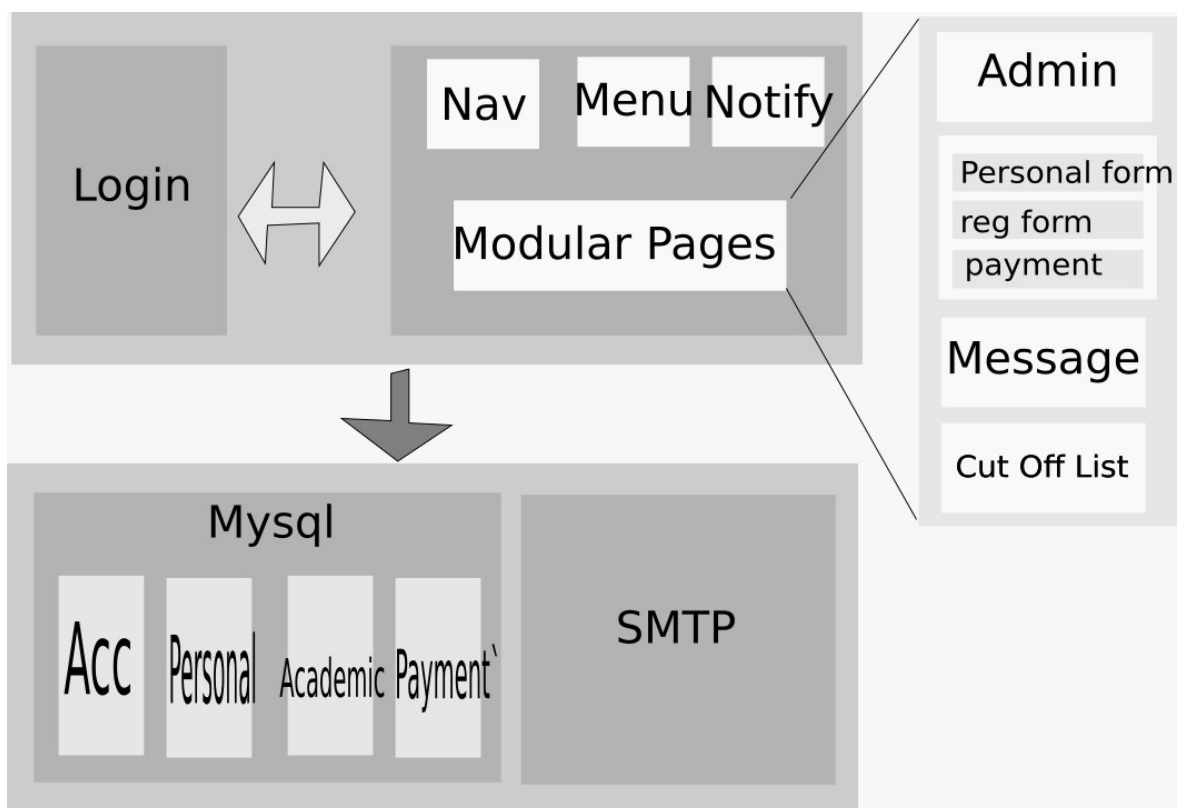 Login
Nav
Menu
Notify
Modular Pages
Admin
Personal form
reg form
payment
Message
Cut Off List
Mysql
Acc
Personal
Academic
Payment`
SMTP